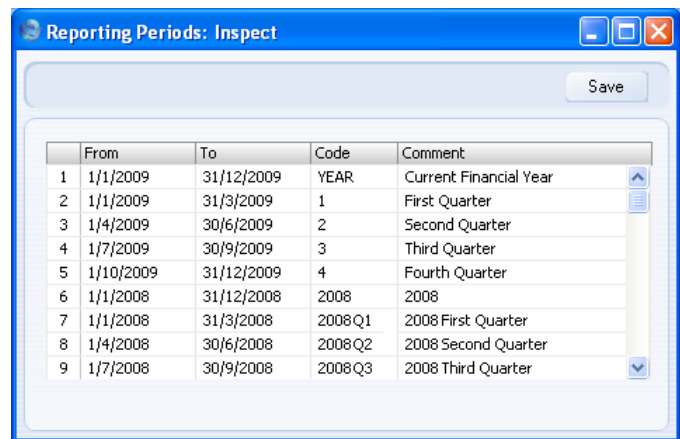 Reporting Periods: Inspect
Save
From To Code Comment
1 1/1/2009 31/12/2009 YEAR Current Financial Year
2 1/1/2009 31/3/2009 1 First Quarter
3 1/4/2009 30/6/2009 2 Second Quarter
4 1/7/2009 30/9/2009 3 Third Quarter
5 1/10/2009 31/12/2009 4 Fourth Quarter
6 1/1/2008 31/12/2008 2008 2008
7 1/1/2008 31/3/2008 2008Q1 2008 First Quarter
8 1/4/2008 30/6/2008 2008Q2 2008 Second Quarter
9 1/7/2008 30/9/2008 2008Q3 2008 Third Quarter